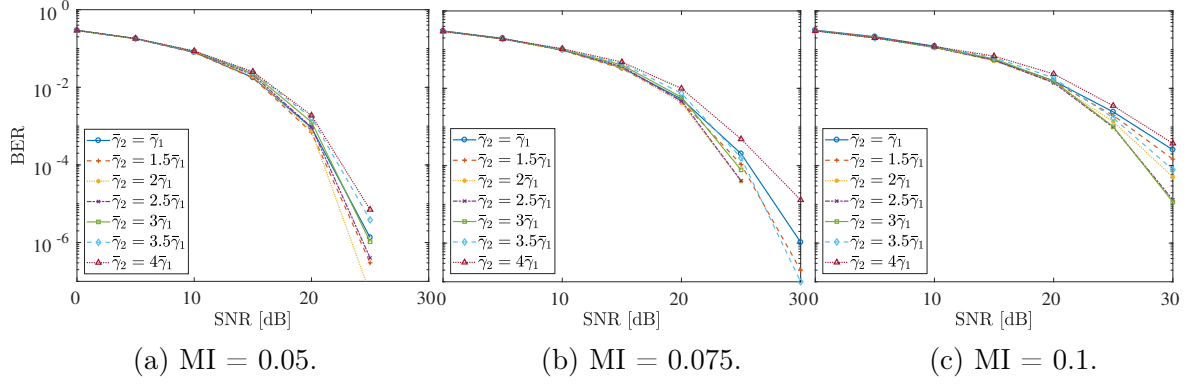 10^0
10^-2
10^-4
10^-6
BER
γ̄₂ = γ̄₁
γ̄₂ = 1.5γ̄₁
γ̄₂ = 2γ̄₁
γ̄₂ = 2.5γ̄₁
γ̄₂ = 3γ̄₁
γ̄₂ = 3.5γ̄₁
γ̄₂ = 4γ̄₁
0 10 20 30
SNR [dB]
(a) MI = 0.05.
γ̄₂ = γ̄₁
γ̄₂ = 1.5γ̄₁
γ̄₂ = 2γ̄₁
γ̄₂ = 2.5γ̄₁
γ̄₂ = 3γ̄₁
γ̄₂ = 3.5γ̄₁
γ̄₂ = 4γ̄₁
0 10 20 30
SNR [dB]
(b) MI = 0.075.
γ̄₂ = γ̄₁
γ̄₂ = 1.5γ̄₁
γ̄₂ = 2γ̄₁
γ̄₂ = 2.5γ̄₁
γ̄₂ = 3γ̄₁
γ̄₂ = 3.5γ̄₁
γ̄₂ = 4γ̄₁
0 10 20 30
SNR [dB]
(c) MI = 0.1.